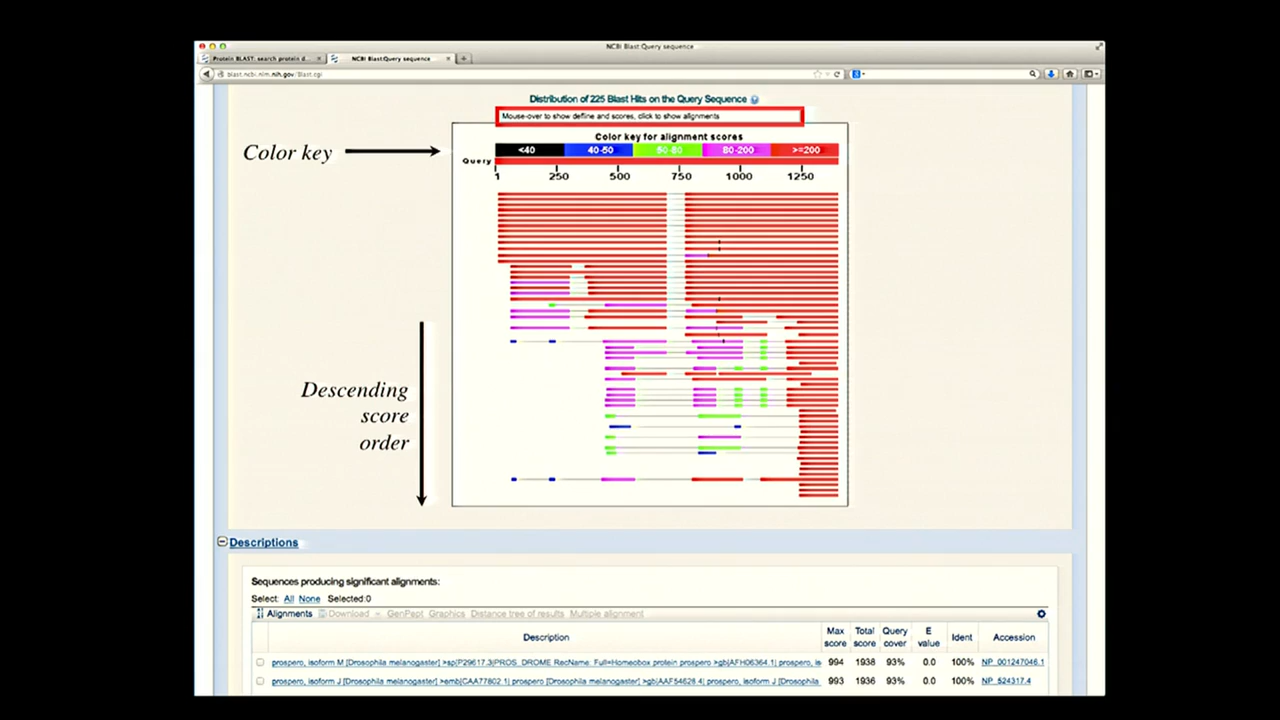 NCBI Blast:Query sequence
Protein BLAST: search protein d...
NCBI Blast:Query sequence
blast.ncbi.nlm.nih.gov/Blast.cgi
Distribution of 225 Blast Hits on the Query Sequence
Mouse-over to show defline and scores, click to show alignments
Color key for alignment scores
Color key
<40 40-50 50-80 80-200 >=200
Query
1 250 500 750 1000 1250
Descending
score
order
Descriptions
Sequences producing significant alignments:
Select: All None Selected:0
Alignments Download GenPept Graphics Distance tree of results Multiple alignment
Description Max score Total score Query cover E value Ident Accession
prospero, isoform M [Drosophila melanogaster] >sp|P29617.3|PROS_DROME RecName: Full=Homeobox protein prospero >gb|AFH06364.1| prospero, is 994 1938 93% 0.0 100% NP_001247046.1
prospero, isoform J [Drosophila melanogaster] >emb|CAA77802.1| prospero [Drosophila melanogaster] >gb|AAF54628.4| prospero, isoform J [Drosophila 993 1936 93% 0.0 100% NP_524317.4